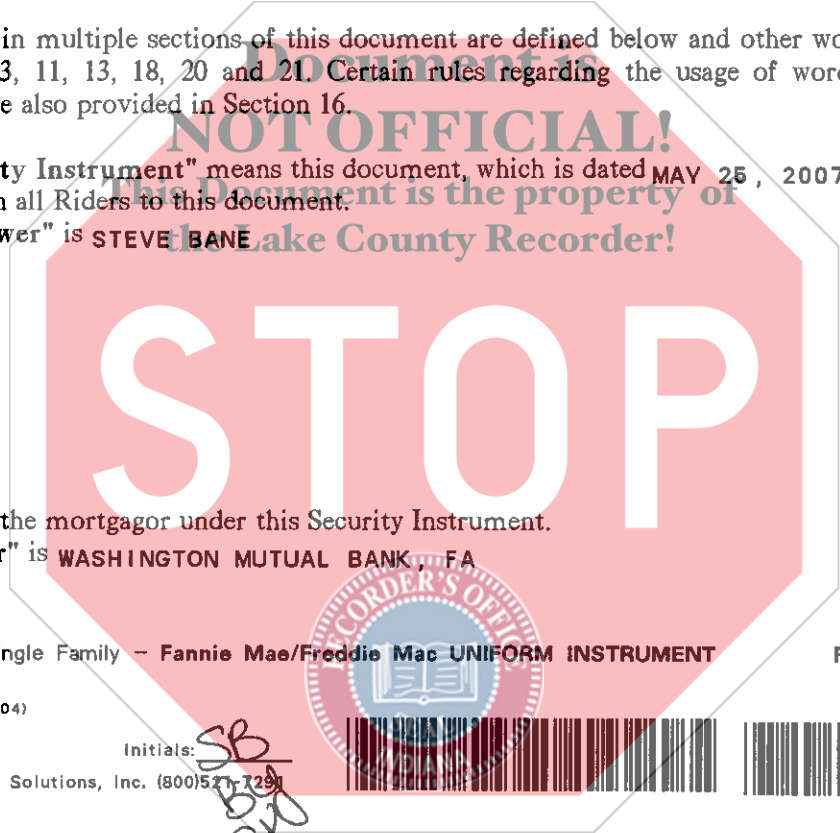 in multiple sections of this document are defined below and other wo
3, 11, 13, 18, 20 and 21. Certain rules regarding the usage of word
e also provided in Section 16.
Document is
NOT OFFICIAL!
This Document is the property of
the Lake County Recorder!
ty Instrument" means this document, which is dated MAY 25, 2007
n all Riders to this document.
wer" is STEVE BANE
STOP
the mortgagor under this Security Instrument.
r" is WASHINGTON MUTUAL BANK, FA
RECORDER'S OFFICE
SEAL
INDIANA
ngle Family - Fannie Mae/Freddie Mac UNIFORM INSTRUMENT
04)
Initials: SB
Solutions, Inc. (800)521-7291